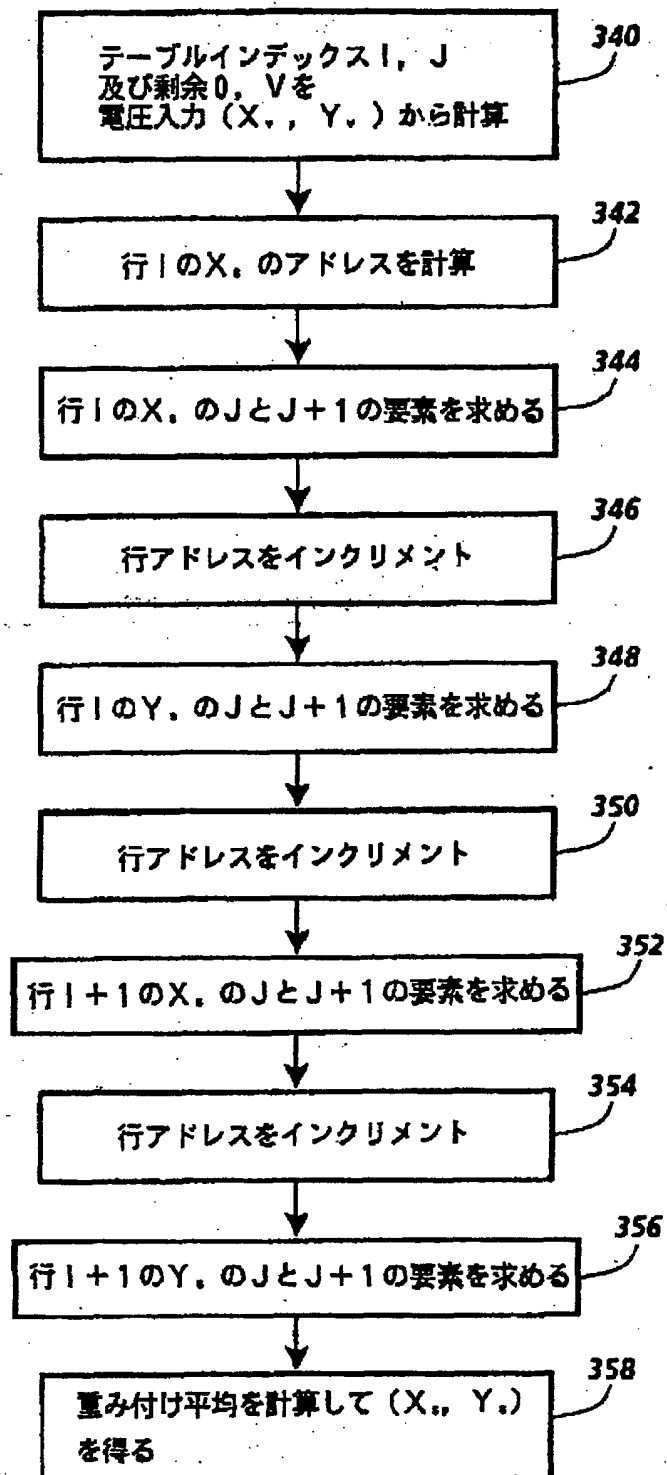 340
テーブルインデックスI, J
及び剰余0, Vを
電圧入力 (X., Y.) から計算
342
行IのX. のアドレスを計算
344
行IのX. のJとJ+1の要素を求める
346
行アドレスをインクリメント
348
行IのY. のJとJ+1の要素を求める
350
行アドレスをインクリメント
352
行I+1のX. のJとJ+1の要素を求める
354
行アドレスをインクリメント
356
行I+1のY. のJとJ+1の要素を求める
358
重み付け平均を計算して (X., Y.)
を得る